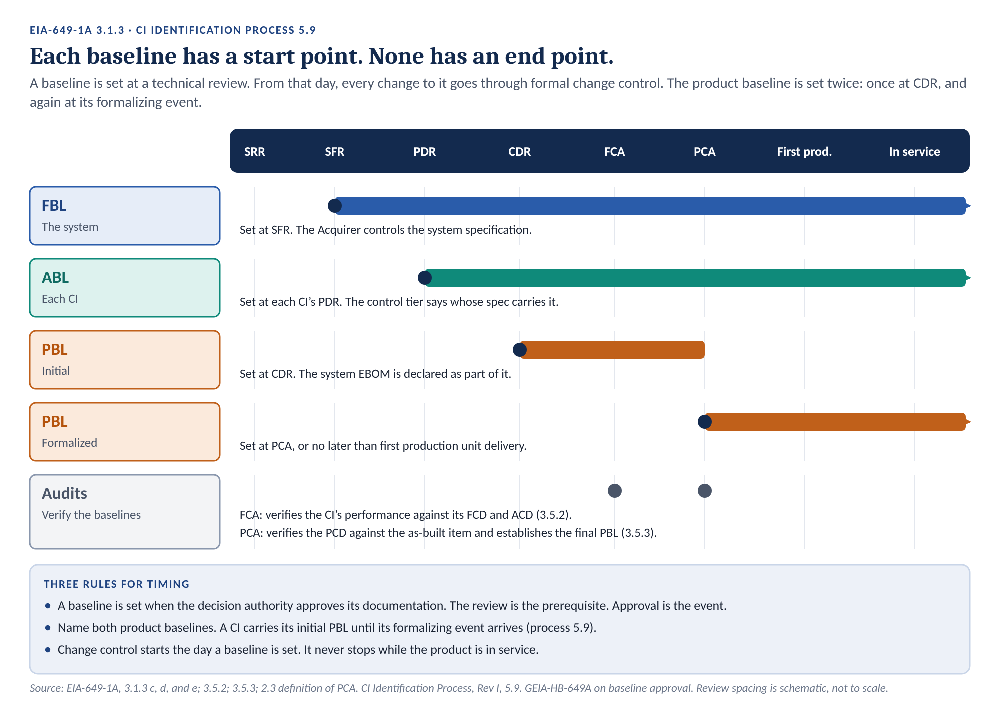 EIA-649-1A 3.1.3 · CI IDENTIFICATION PROCESS 5.9
Each baseline has a start point. None has an end point.
A baseline is set at a technical review. From that day, every change to it goes through formal change control. The product baseline is set twice: once at CDR, and
again at its formalizing event.
SRR SFR PDR CDR FCA PCA First prod. In service
FBL
The system
Set at SFR. The Acquirer controls the system specification.
ABL
Each CI
Set at each CI’s PDR. The control tier says whose spec carries it.
PBL
Initial
Set at CDR. The system EBOM is declared as part of it.
PBL
Formalized
Set at PCA, or no later than first production unit delivery.
Audits
Verify the baselines
FCA: verifies the CI’s performance against its FCD and ACD (3.5.2).
PCA: verifies the PCD against the as-built item and establishes the final PBL (3.5.3).
THREE RULES FOR TIMING
• A baseline is set when the decision authority approves its documentation. The review is the prerequisite. Approval is the event.
• Name both product baselines. A CI carries its initial PBL until its formalizing event arrives (process 5.9).
• Change control starts the day a baseline is set. It never stops while the product is in service.
Source: EIA-649-1A, 3.1.3 c, d, and e; 3.5.2; 3.5.3; 2.3 definition of PCA. CI Identification Process, Rev I, 5.9. GEIA-HB-649A on baseline approval. Review spacing is schematic, not to scale.